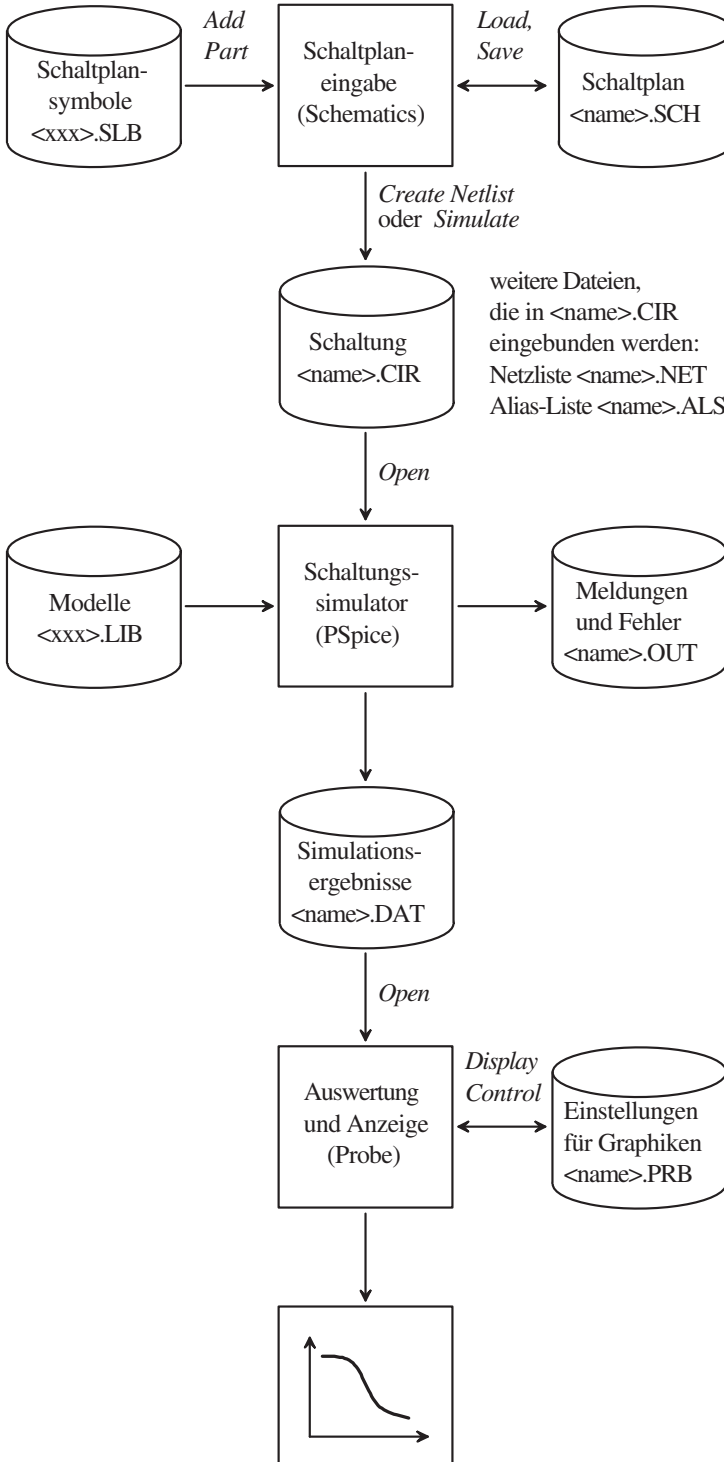 Add
Part
Load,
Save
Schaltplan-
symbole
<xxx>.SLB
Schaltplan-
eingabe
(Schematics)
Schaltplan
<name>.SCH
Create Netlist
oder Simulate
Schaltung
<name>.CIR
weitere Dateien,
die in <name>.CIR
eingebunden werden:
Netzliste <name>.NET
Alias-Liste <name>.ALS
Open
Modelle
<xxx>.LIB
Schaltungs-
simulator
(PSpice)
Meldungen
und Fehler
<name>.OUT
Simulations-
ergebnisse
<name>.DAT
Open
Auswertung
und Anzeige
(Probe)
Display
Control
Einstellungen
für Graphiken
<name>.PRB